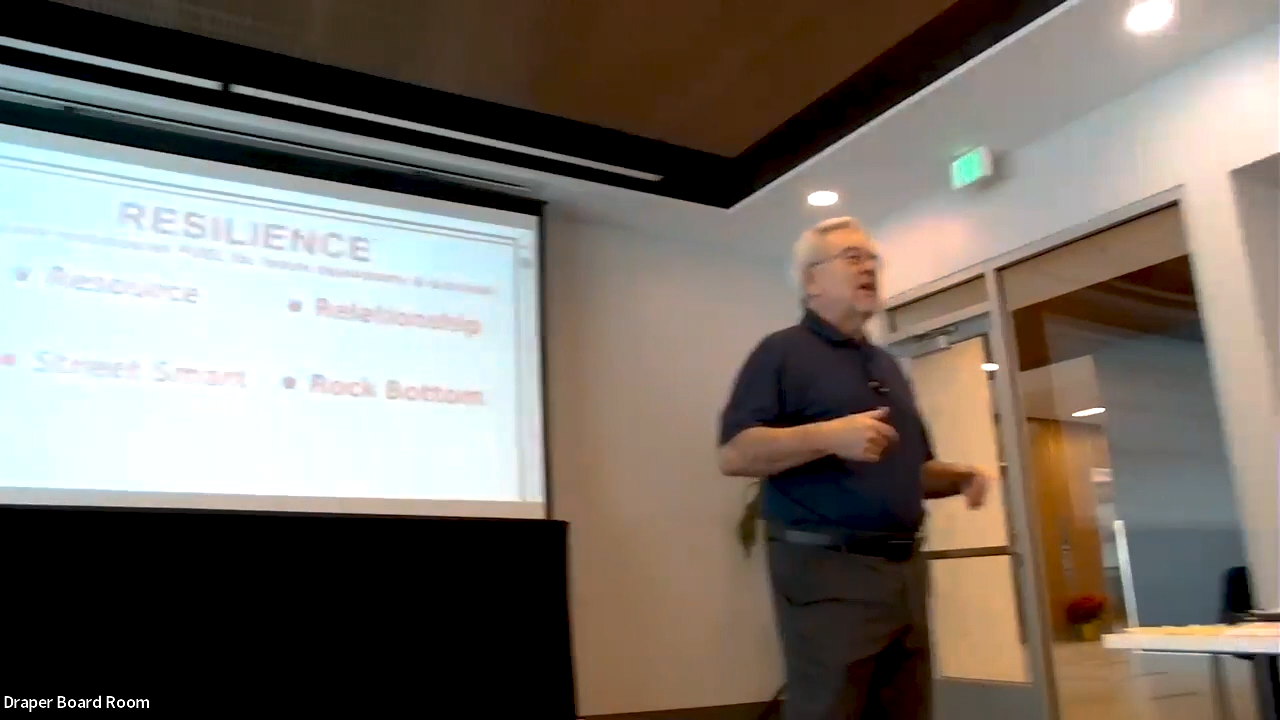 RESILIENCE
• Resource • Relationship
• Street Smart • Rock Bottom
Draper Board Room